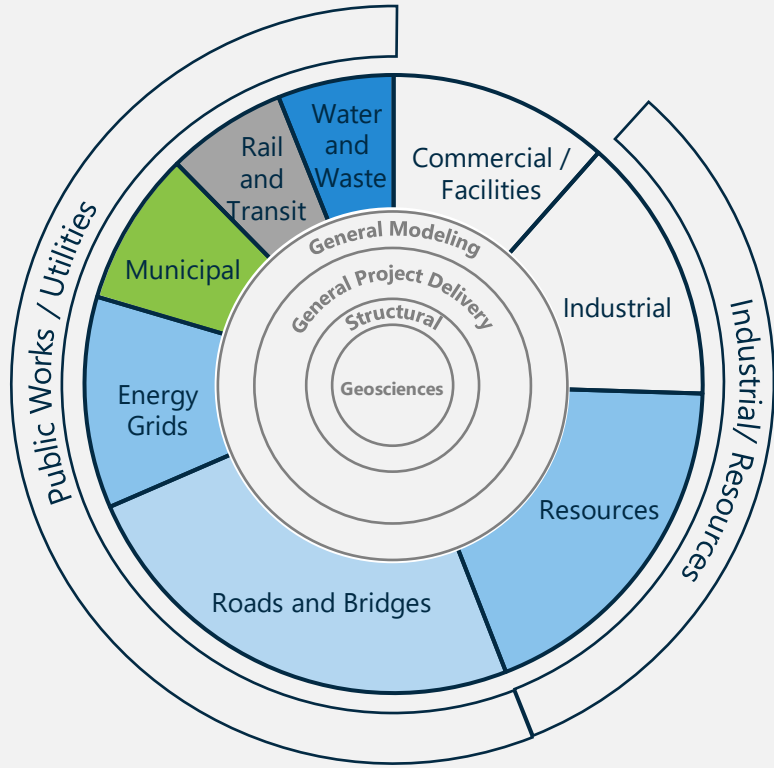 Water
and
Waste
Commercial /
Facilities
Rail
and
Transit
Municipal
Industrial
Energy
Grids
Resources
Roads and Bridges
General Modeling
General Project Delivery
Structural
Geosciences
Public Works / Utilities
Industrial/ Resources